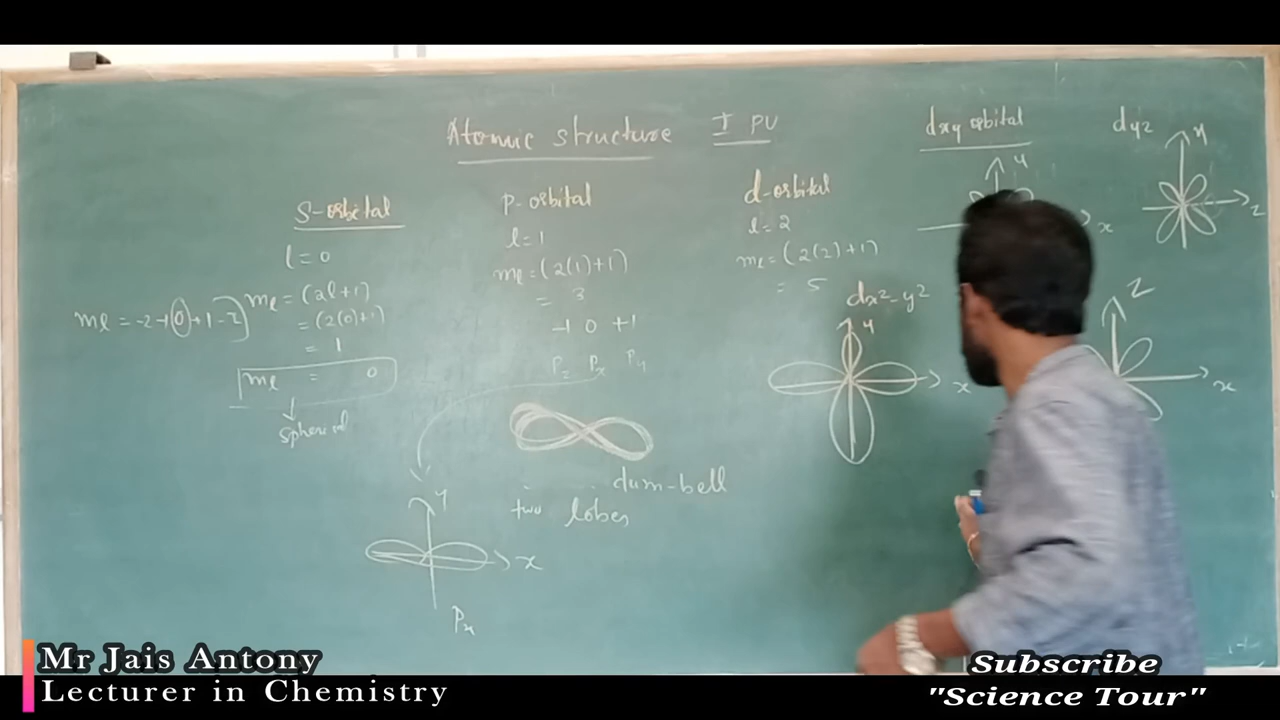 Atomic structure I PU
s-orbital
l=0
ml = (2l+1)
= (2(0)+1)
= 1
ml = 0
spherical
ml = -2-1 0 +1 -2
p-orbital
l=1
ml=(2(1)+1)
= 3
-1 0 +1
Pz Px Py
dum-bell
two lobes
y
x
Px
d-orbital
l=2
ml=(2(2)+1)
= 5
dx²-y²
y
x
dxy orbital
y
x
dyz
y
z
z
x
Mr Jais Antony
Lecturer in Chemistry
Subscribe
"Science Tour"